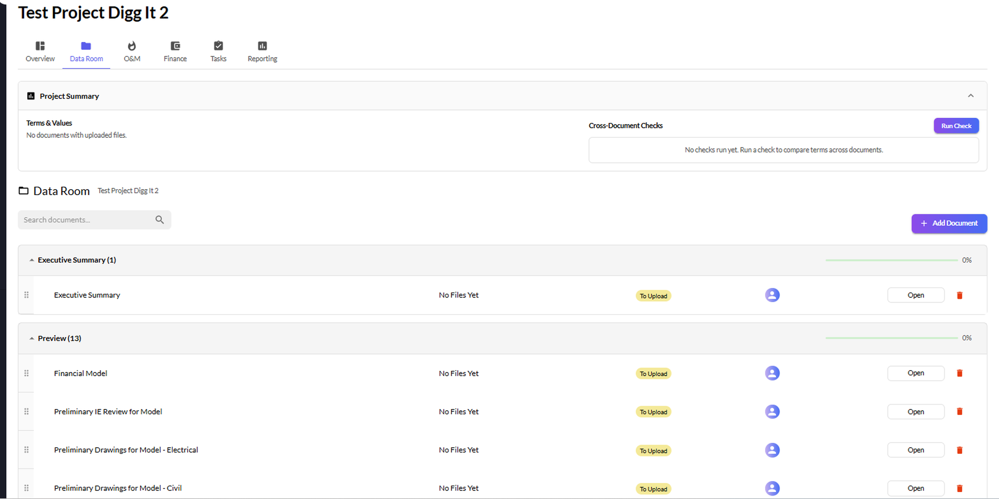 Test Project Digg It 2
Overview
Data Room
O&M
Finance
Tasks
Reporting
Project Summary
Terms & Values
No documents with uploaded files.
Cross-Document Checks
Run Check
No checks run yet. Run a check to compare terms across documents.
Data Room Test Project Digg It 2
Search documents...
+ Add Document
Executive Summary (1) 0%
Executive Summary No Files Yet To Upload Open
Preview (13) 0%
Financial Model No Files Yet To Upload Open
Preliminary IE Review for Model No Files Yet To Upload Open
Preliminary Drawings for Model - Electrical No Files Yet To Upload Open
Preliminary Drawings for Model - Civil No Files Yet To Upload Open